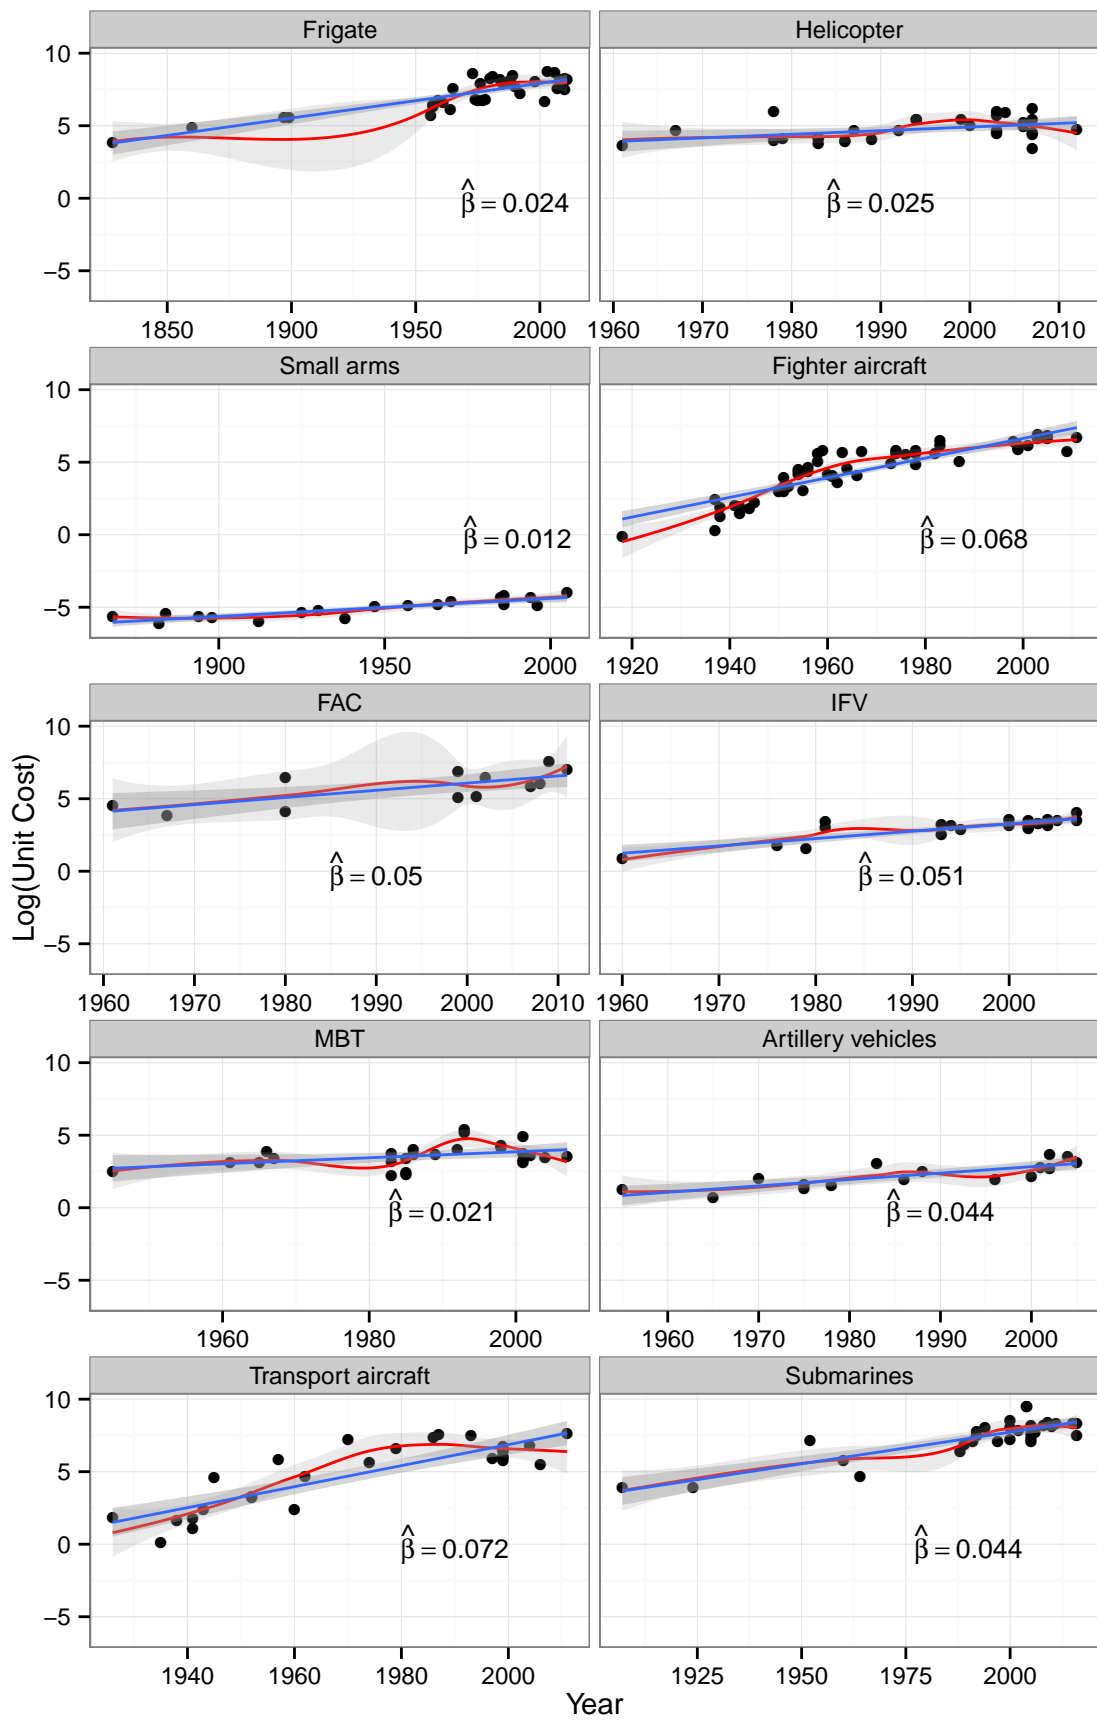 Frigate
Helicopter
10
5
0
−5
1850 1900 1950 2000
1960 1970 1980 1990 2000 2010
β̂ = 0.024
β̂ = 0.025
Small arms
Fighter aircraft
10
5
0
−5
1900 1950 2000
1920 1940 1960 1980 2000
β̂ = 0.012
β̂ = 0.068
FAC
IFV
10
5
0
−5
1960 1970 1980 1990 2000 2010
1960 1970 1980 1990 2000
β̂ = 0.05
β̂ = 0.051
Log(Unit Cost)
MBT
Artillery vehicles
10
5
0
−5
1960 1980 2000
1960 1970 1980 1990 2000
β̂ = 0.021
β̂ = 0.044
Transport aircraft
Submarines
10
5
0
−5
1940 1960 1980 2000
1925 1950 1975 2000
β̂ = 0.072
β̂ = 0.044
Year